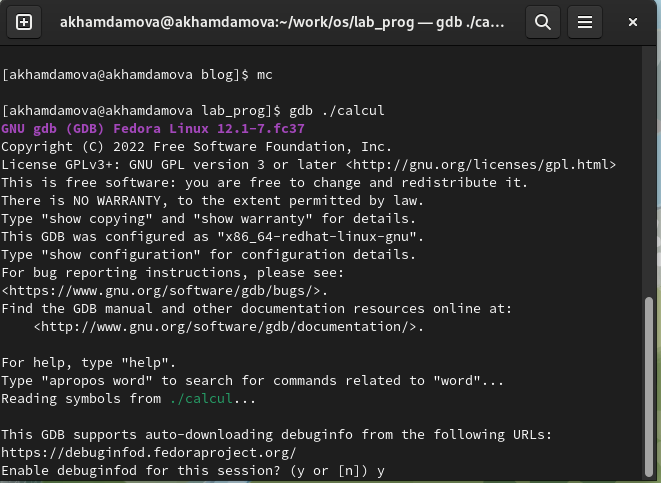 akhamdamova@akhamdamova:~/work/os/lab_prog — gdb ./ca...
[akhamdamova@akhamdamova blog]$ mc
[akhamdamova@akhamdamova lab_prog]$ gdb ./calcul
GNU gdb (GDB) Fedora Linux 12.1-7.fc37
Copyright (C) 2022 Free Software Foundation, Inc.
License GPLv3+: GNU GPL version 3 or later <http://gnu.org/licenses/gpl.html>
This is free software: you are free to change and redistribute it.
There is NO WARRANTY, to the extent permitted by law.
Type "show copying" and "show warranty" for details.
This GDB was configured as "x86_64-redhat-linux-gnu".
Type "show configuration" for configuration details.
For bug reporting instructions, please see:
<https://www.gnu.org/software/gdb/bugs/>.
Find the GDB manual and other documentation resources online at:
    <http://www.gnu.org/software/gdb/documentation/>.
For help, type "help".
Type "apropos word" to search for commands related to "word"...
Reading symbols from ./calcul...
This GDB supports auto-downloading debuginfo from the following URLs:
https://debuginfod.fedoraproject.org/
Enable debuginfod for this session? (y or [n]) y